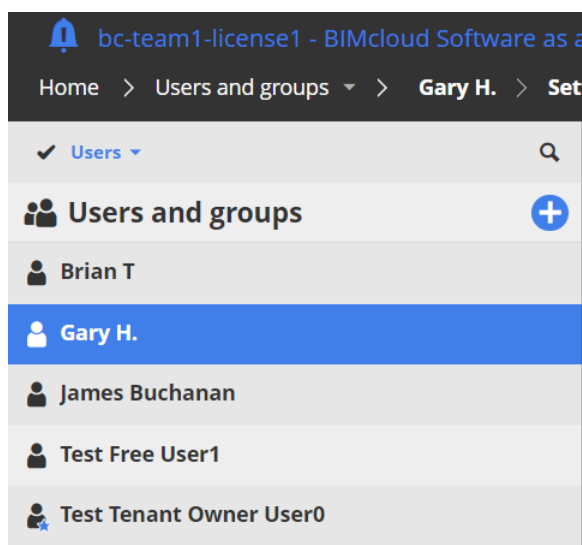 bc-team1-license1 - BIMcloud Software as a
Home > Users and groups > Gary H. > Set
Users
Users and groups
Brian T
Gary H.
James Buchanan
Test Free User1
Test Tenant Owner User0